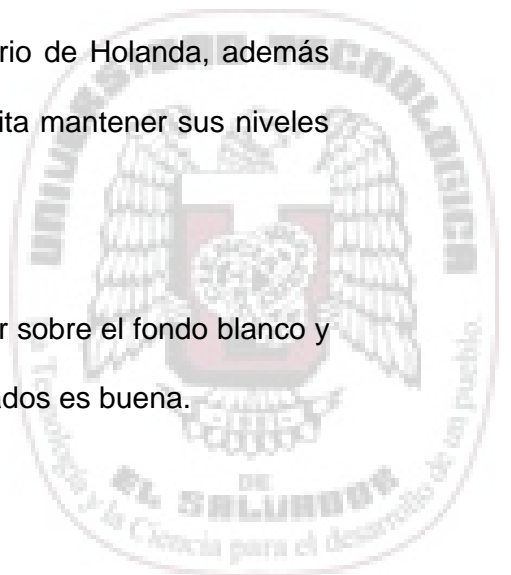 rio de Holanda, además
ita mantener sus niveles
r sobre el fondo blanco y
ados es buena.
UNIVERSIDAD TECNOLOGICA
DE
EL SALVADOR
La Tecnología y la Ciencia para el desarrollo de un pueblo.